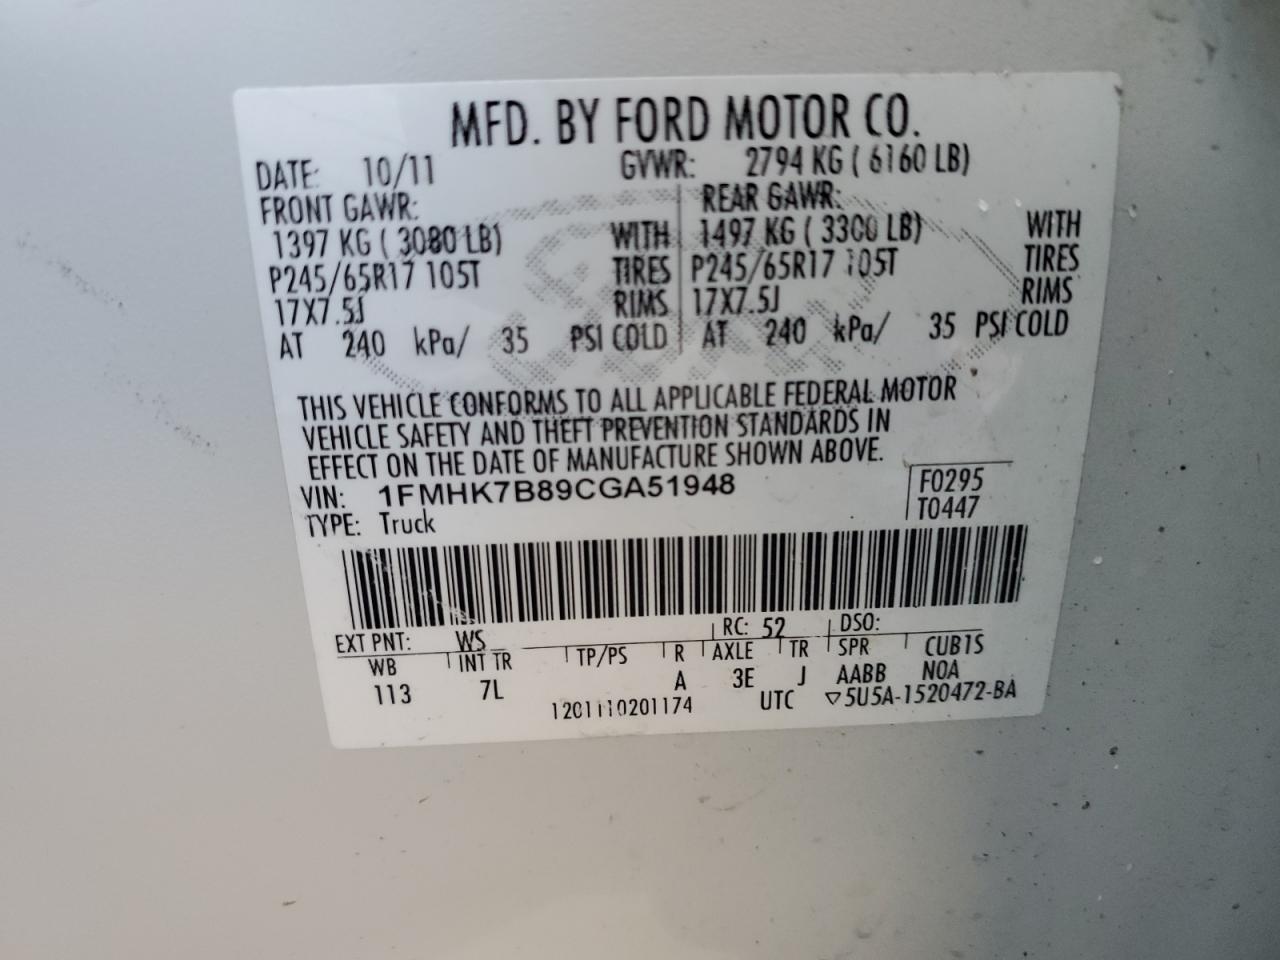 MFD. BY FORD MOTOR CO.
DATE: 10/11 GVWR: 2794 KG ( 6160 LB)
FRONT GAWR: REAR GAWR:
1397 KG ( 3080 LB) WITH 1497 KG ( 3300 LB) WITH
P245/65R17 105T TIRES P245/65R17 105T TIRES
17X7.5J RIMS 17X7.5J RIMS
AT 240 kPa/ 35 PSI COLD AT 240 kPa/ 35 PSI COLD
THIS VEHICLE CONFORMS TO ALL APPLICABLE FEDERAL MOTOR
VEHICLE SAFETY AND THEFT PREVENTION STANDARDS IN
EFFECT ON THE DATE OF MANUFACTURE SHOWN ABOVE.
VIN: 1FMHK7B89CGA51948 F0295
TYPE: Truck T0447
EXT PNT: WS RC: 52 DSO:
WB INT TR TP/PS R AXLE TR SPR CUB1S
113 7L A 3E J AABB NOA
1201110201174 UTC ▽5U5A-1520472-BA